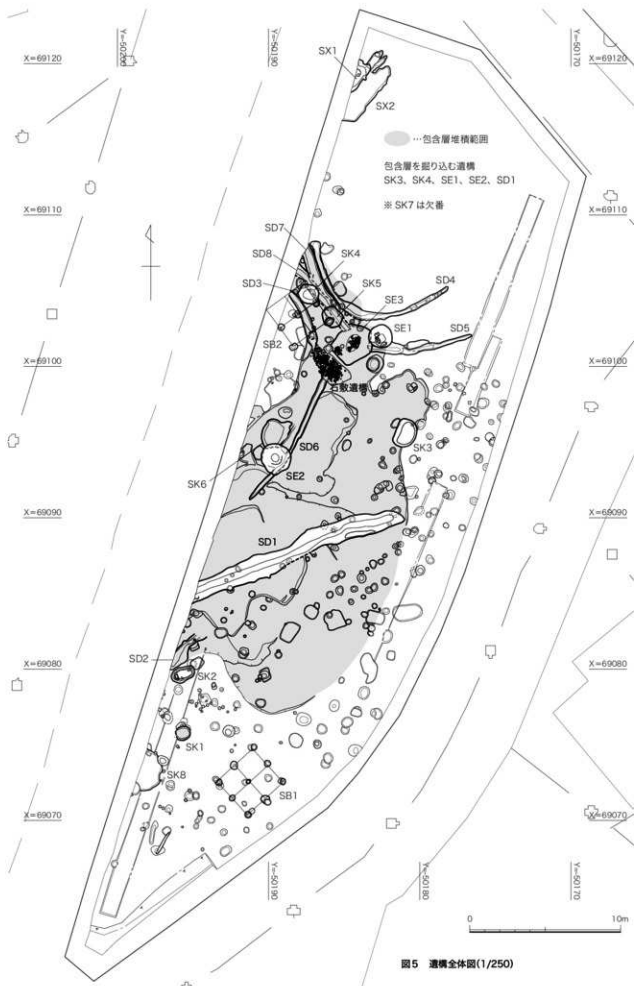 Y=-50200
Y=-50190
Y=-50170
X=69120
X=69120
SX1
SX2
…包含層堆積範囲
包含層を掘り込む遺構
SK3、SK4、SE1、SE2、SD1
※ SK7 は欠番
X=69110
X=69110
SD7
SD8
SK4
SD3
SK5
SD4
SE3
SE1
SD5
SB2
X=69100
X=69100
石敷遺構
SK3
SD6
SK6
SE2
X=69090
X=69090
SD1
SD2
X=69080
X=69080
SK2
SK1
SK8
SB1
X=69070
X=69070
Y=-50190
Y=-50180
Y=-50170
0
10m
図5 遺構全体図(1/250)